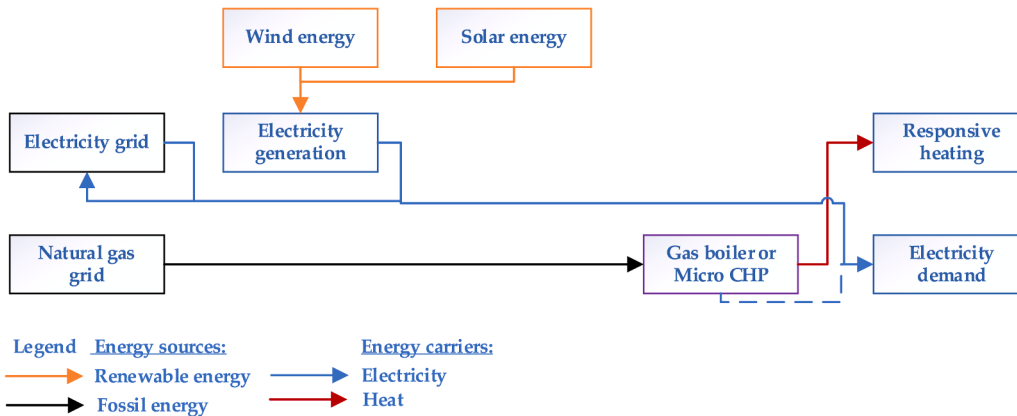 Wind energy
Solar energy
Electricity grid
Electricity
generation
Responsive
heating
Natural gas
grid
Gas boiler or
Micro CHP
Electricity
demand
Legend
Energy sources:
Energy carriers:
Renewable energy
Electricity
Fossil energy
Heat